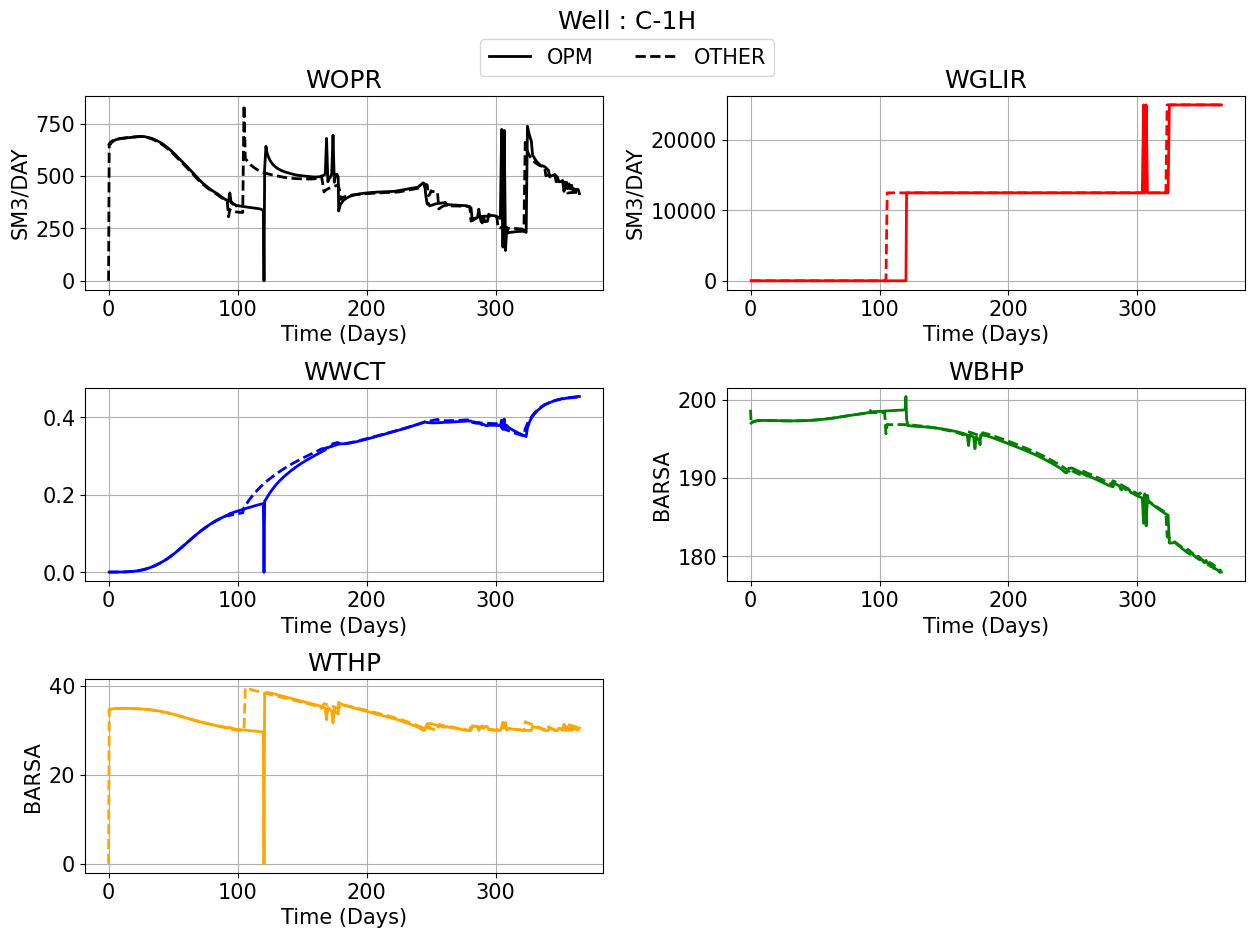 Well : C-1H
OPM OTHER
WOPR
SM3/DAY
750
500
250
0
0 100 200 300
Time (Days)
WGLIR
SM3/DAY
20000
10000
0
0 100 200 300
Time (Days)
WWCT
0.4
0.2
0.0
0 100 200 300
Time (Days)
WBHP
BARSA
200
190
180
0 100 200 300
Time (Days)
WTHP
BARSA
40
20
0
0 100 200 300
Time (Days)